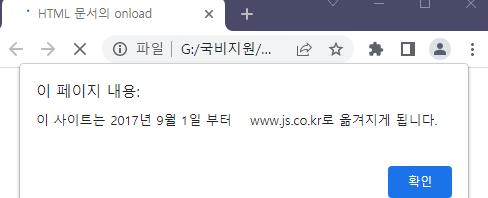 HTML 문서의 onload
파일 | G:/국비지원/...
이 페이지 내용:
이 사이트는 2017년 9월 1일 부터 www.js.co.kr로 옮겨지게 됩니다.
확인